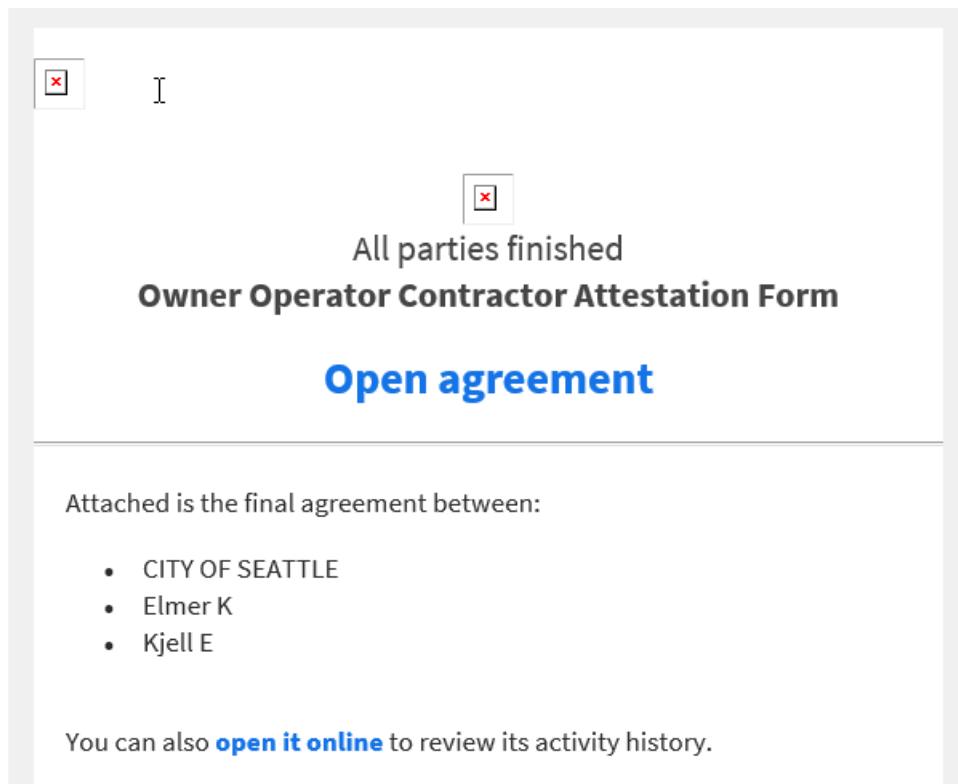 All parties finished
Owner Operator Contractor Attestation Form
Open agreement
Attached is the final agreement between:
• CITY OF SEATTLE
• Elmer K
• Kjell E
You can also open it online to review its activity history.